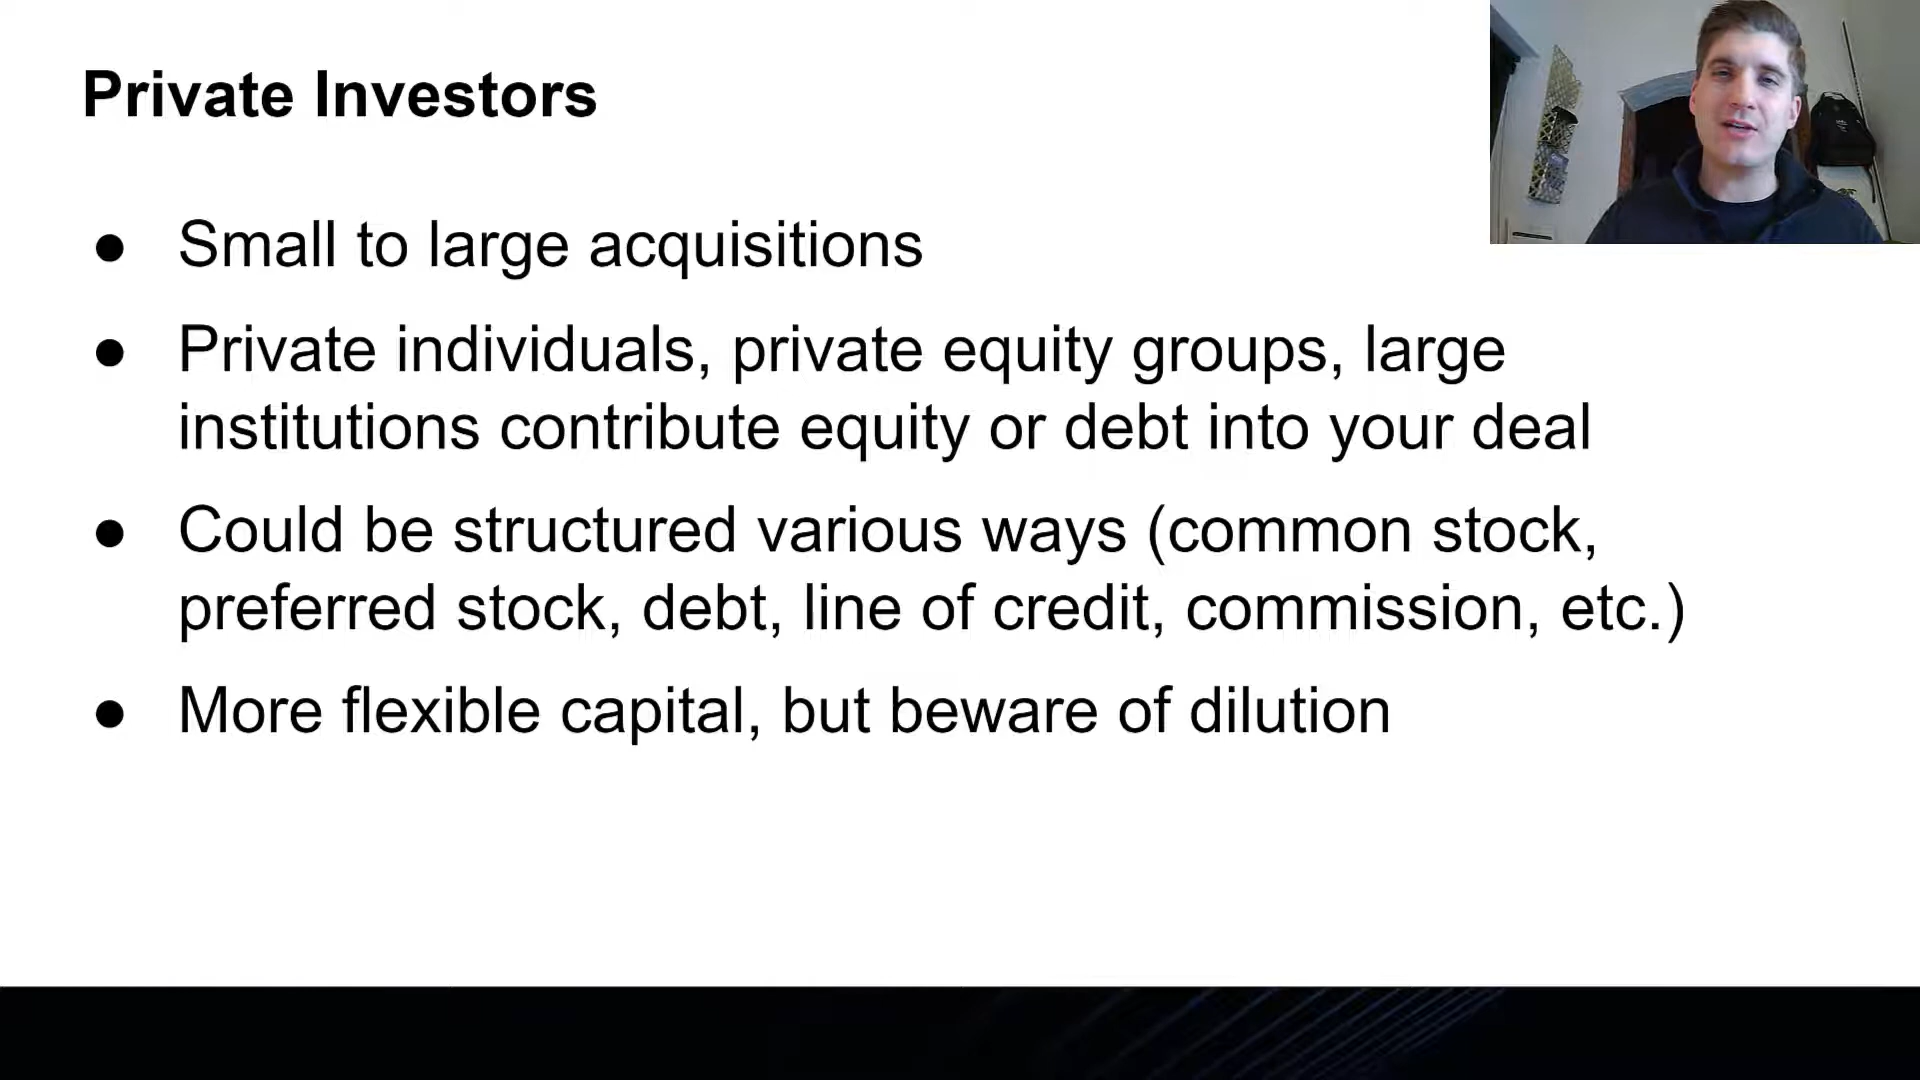 Private Investors
● Small to large acquisitions
● Private individuals, private equity groups, large
institutions contribute equity or debt into your deal
● Could be structured various ways (common stock,
preferred stock, debt, line of credit, commission, etc.)
● More flexible capital, but beware of dilution